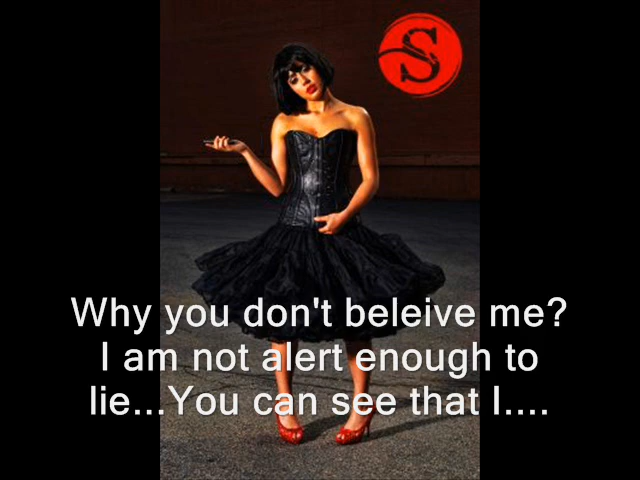 S
Why you don't beleive me?
I am not alert enough to
lie...You can see that I....